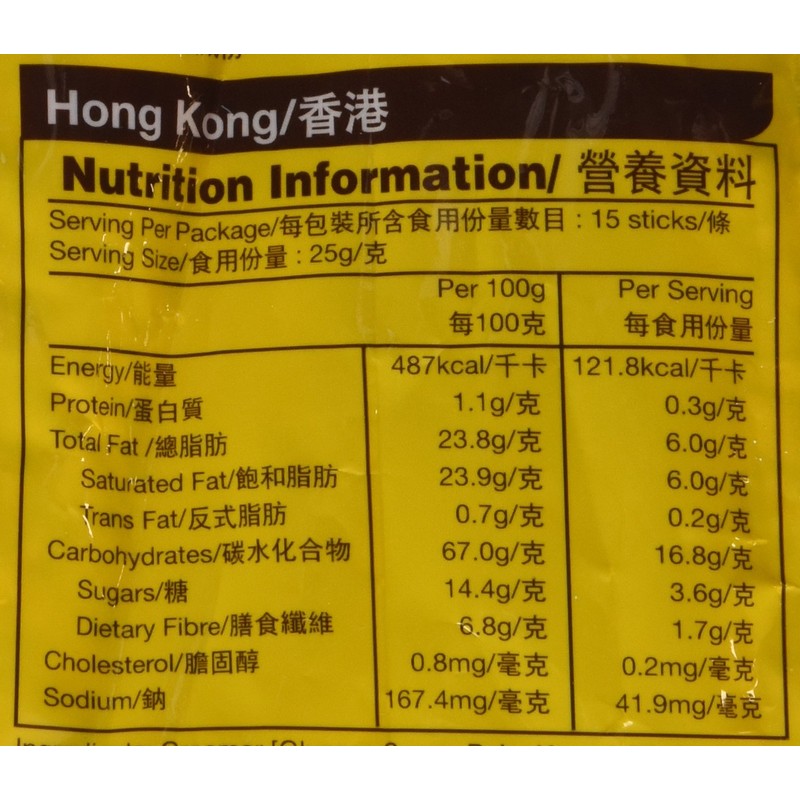 Hong Kong/香港
Nutrition Information/ 營養資料
Serving Per Package/每包裝所含食用份量數目 : 15 sticks/條
Serving Size/食用份量 : 25g/克
Per 100g Per Serving
每100克 每食用份量
Energy/能量 487kcal/千卡 121.8kcal/千卡
Protein/蛋白質 1.1g/克 0.3g/克
Total Fat /總脂肪 23.8g/克 6.0g/克
Saturated Fat/飽和脂肪 23.9g/克 6.0g/克
Trans Fat/反式脂肪 0.7g/克 0.2g/克
Carbohydrates/碳水化合物 67.0g/克 16.8g/克
Sugars/糖 14.4g/克 3.6g/克
Dietary Fibre/膳食纖維 6.8g/克 1.7g/克
Cholesterol/膽固醇 0.8mg/毫克 0.2mg/毫克
Sodium/鈉 167.4mg/毫克 41.9mg/毫克